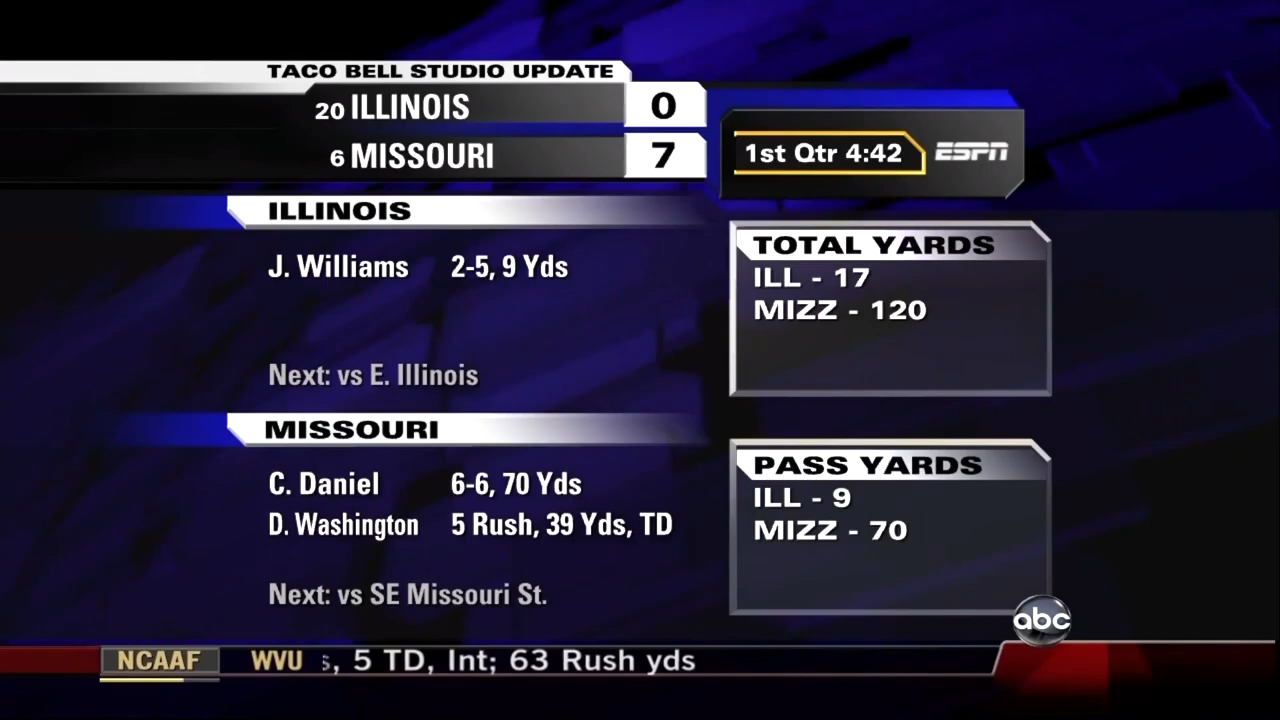 TACO BELL STUDIO UPDATE
20 ILLINOIS 0
6 MISSOURI 7
1st Qtr 4:42 ESPN
ILLINOIS
J. Williams 2-5, 9 Yds
Next: vs E. Illinois
TOTAL YARDS
ILL - 17
MIZZ - 120
MISSOURI
C. Daniel 6-6, 70 Yds
D. Washington 5 Rush, 39 Yds, TD
Next: vs SE Missouri St.
PASS YARDS
ILL - 9
MIZZ - 70
abc
NCAAF WVU s, 5 TD, Int; 63 Rush yds